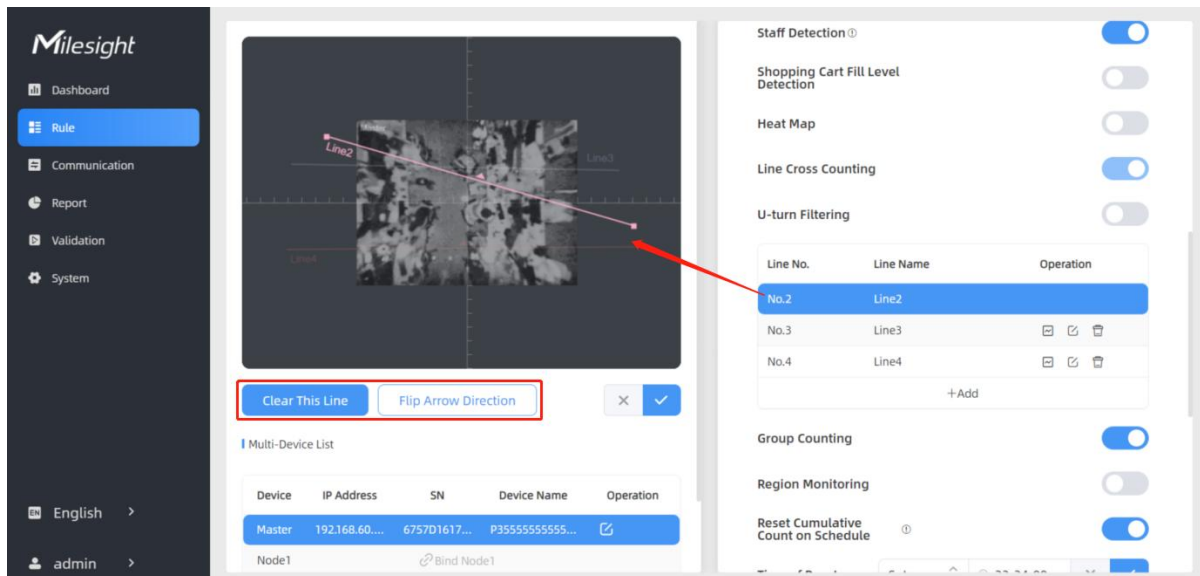 Milesight
Dashboard
Rule
Communication
Report
Validation
System
EN English >
admin >
Line2
Line3
Line4
Clear This Line Flip Arrow Direction
Multi-Device List
Device IP Address SN Device Name Operation
Master 192.168.60.... 6757D1617... P35555555555...
Node1 Bind Node1
Staff Detection
Shopping Cart Fill Level
Detection
Heat Map
Line Cross Counting
U-turn Filtering
Line No. Line Name Operation
No.2 Line2
No.3 Line3
No.4 Line4
+Add
Group Counting
Region Monitoring
Reset Cumulative
Count on Schedule